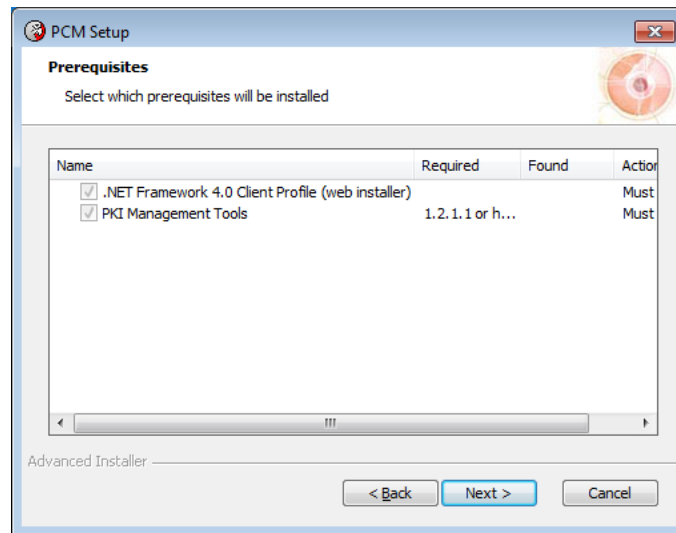 PCM Setup
Prerequisites
Select which prerequisites will be installed
Name Required Found Action
.NET Framework 4.0 Client Profile (web installer) Must
PKI Management Tools 1.2.1.1 or h... Must
Advanced Installer
< Back Next > Cancel